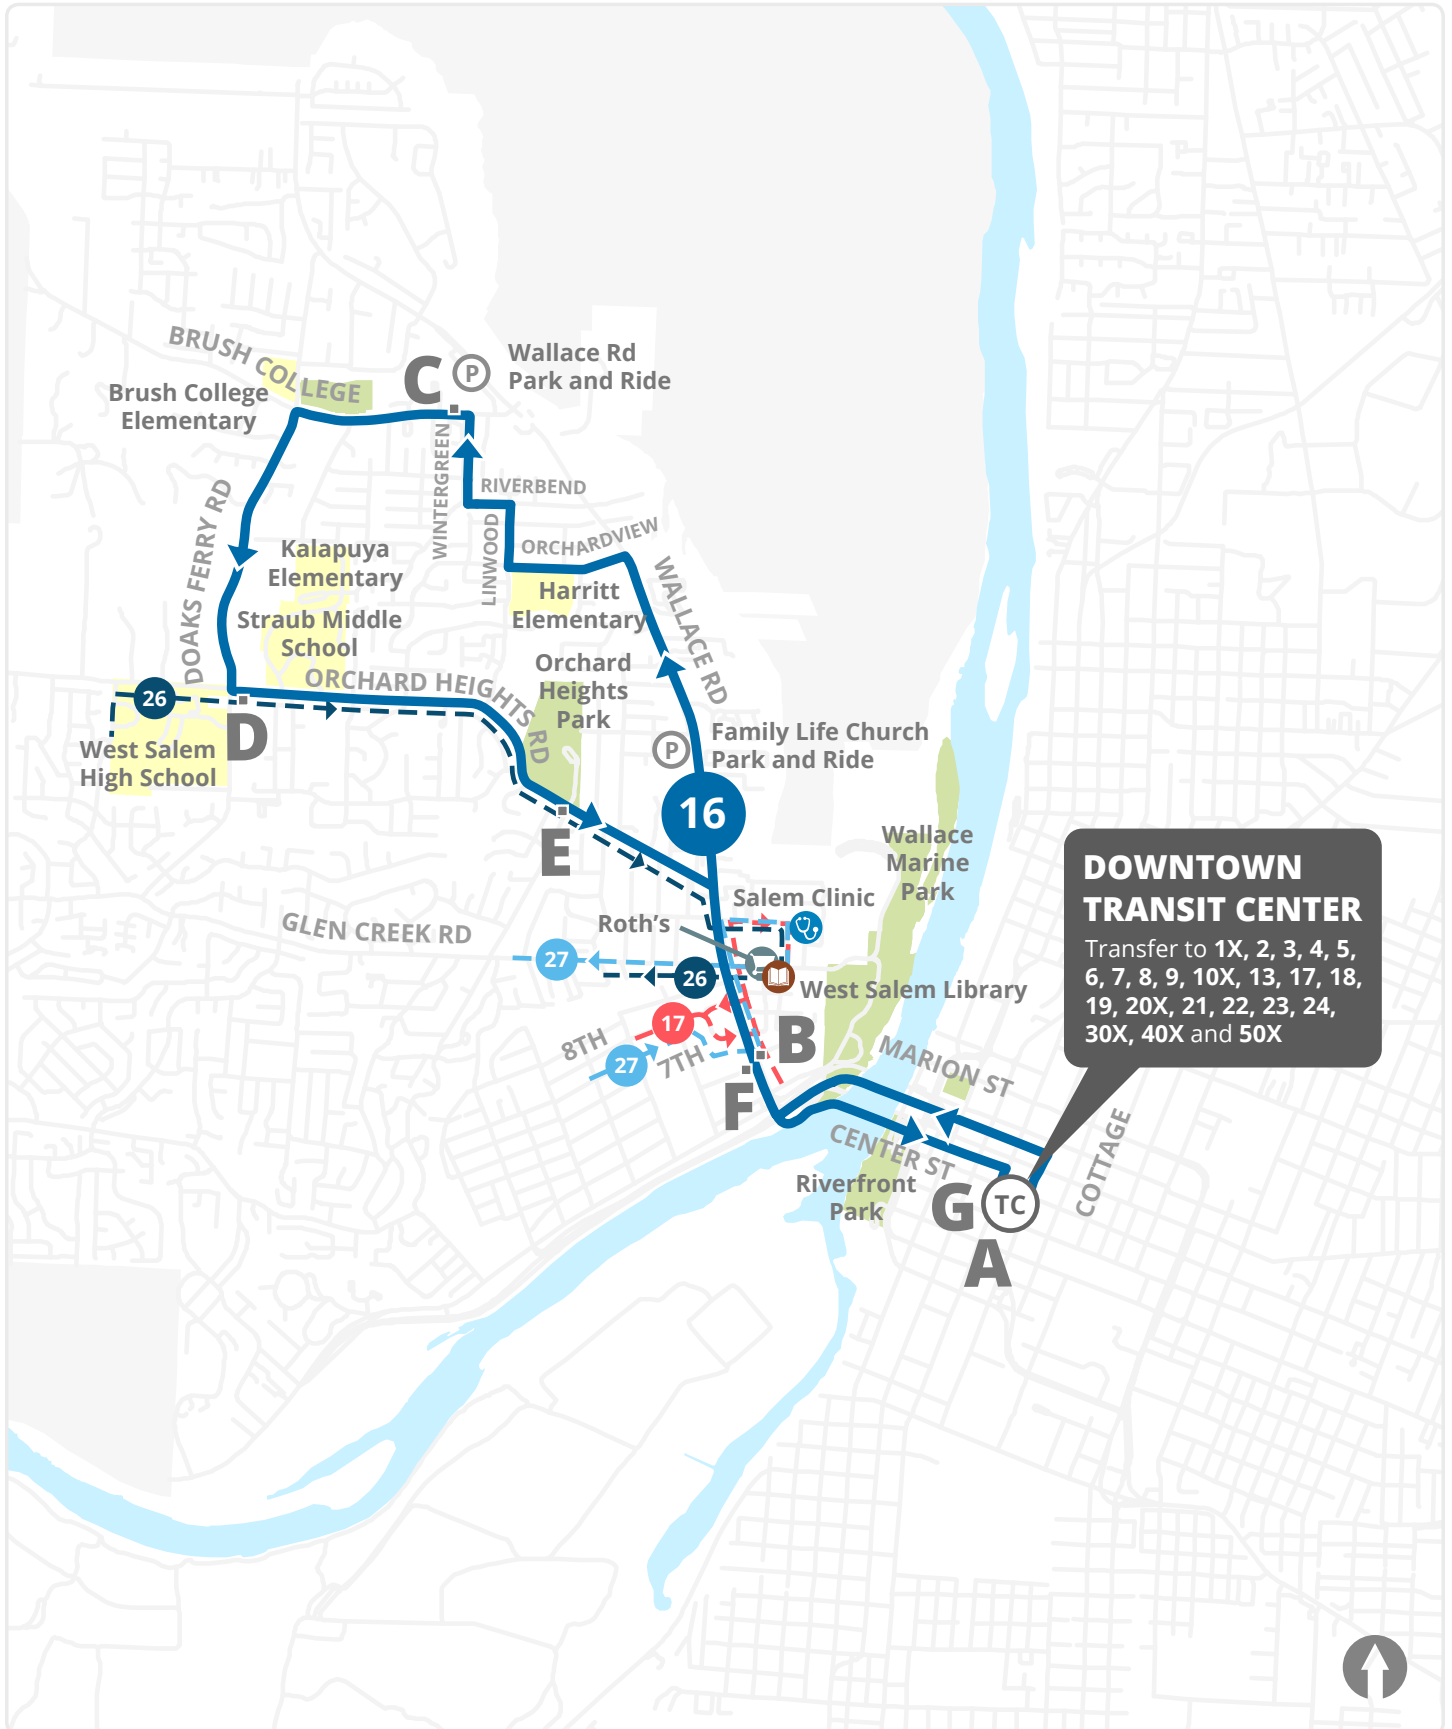 BRUSH COLLEGE
Brush College
Elementary
C
P
Wallace Rd
Park and Ride
WINTERGREEN
RIVERBEND
LINWOOD
ORCHARDVIEW
DOAKS FERRY RD
Kalapuya
Elementary
Straub Middle
School
Harritt
Elementary
WALLACE RD
ORCHARD HEIGHTS RD
Orchard
Heights
Park
26
D
West Salem
High School
P
Family Life Church
Park and Ride
16
E
Wallace
Marine
Park
DOWNTOWN
TRANSIT CENTER
Transfer to 1X, 2, 3, 4, 5,
6, 7, 8, 9, 10X, 13, 17, 18,
19, 20X, 21, 22, 23, 24,
30X, 40X and 50X
Salem Clinic
Roth's
GLEN CREEK RD
27
26
West Salem Library
17
8TH
27
7TH
B
F
MARION ST
CENTER ST
COTTAGE
Riverfront
Park
G
TC
A